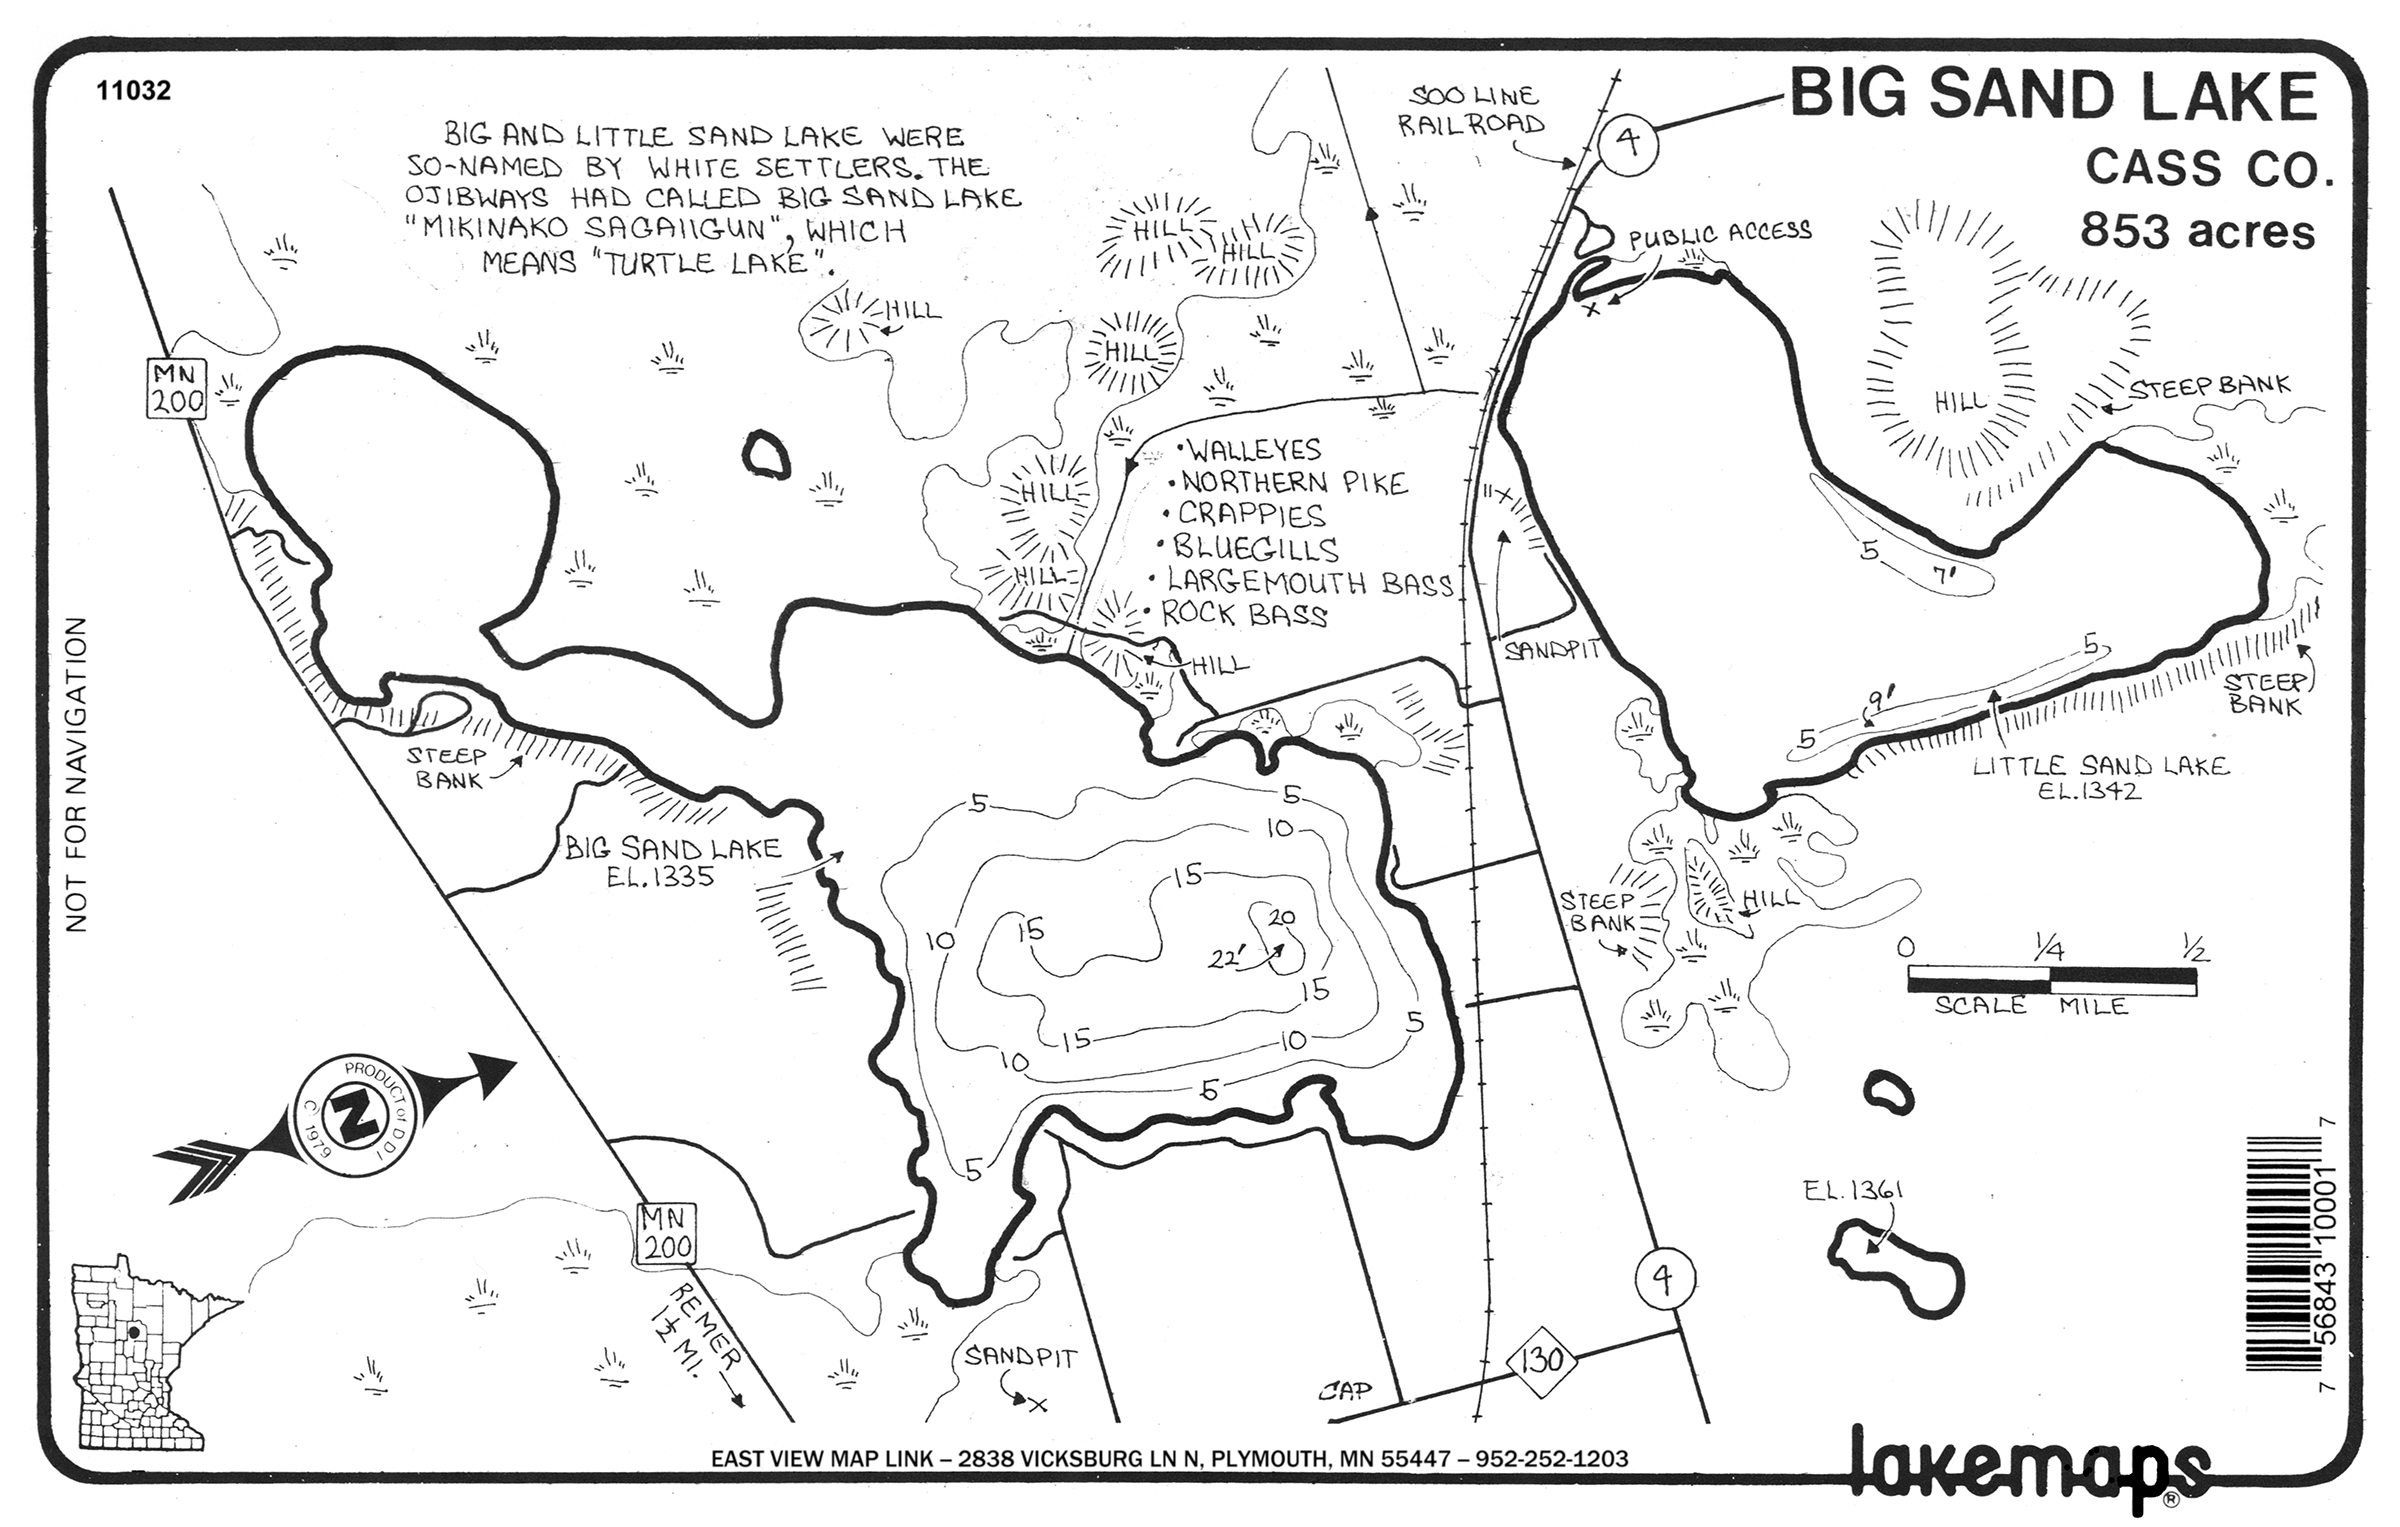 11032
BIG SAND LAKE
CASS CO.
853 acres
BIG AND LITTLE SAND LAKE WERE
SO-NAMED BY WHITE SETTLERS. THE
OJIBWAYS HAD CALLED BIG SAND LAKE
"MIKINAKO SAGAIIGUN", WHICH
MEANS "TURTLE LAKE".
SOO LINE
RAILROAD
4
PUBLIC ACCESS
X
HILL
HILL
HILL
HILL
HILL
STEEP BANK
MN
200
• WALLEYES
• NORTHERN PIKE
• CRAPPIES
• BLUEGILLS
• LARGEMOUTH BASS
• ROCK BASS
HILL
HILL
HILL
X
SANDPIT
5
7'
5
9'
5
STEEP
BANK
LITTLE SAND LAKE
EL. 1342
STEEP
BANK
BIG SAND LAKE
EL. 1335
5
5
10
15
20
22'
15
10
15
5
15
10
10
5
5
STEEP
BANK
HILL
0 1/4 1/2
SCALE MILE
NOT FOR NAVIGATION
PRODUCT of DDI
© 1979
N
MN
200
REMER
1 1/2 MI.
SANDPIT
X
CAP
130
4
EL. 1361
7 56843 10001 7
7
EAST VIEW MAP LINK – 2838 VICKSBURG LN N, PLYMOUTH, MN 55447 – 952-252-1203
lakemaps®